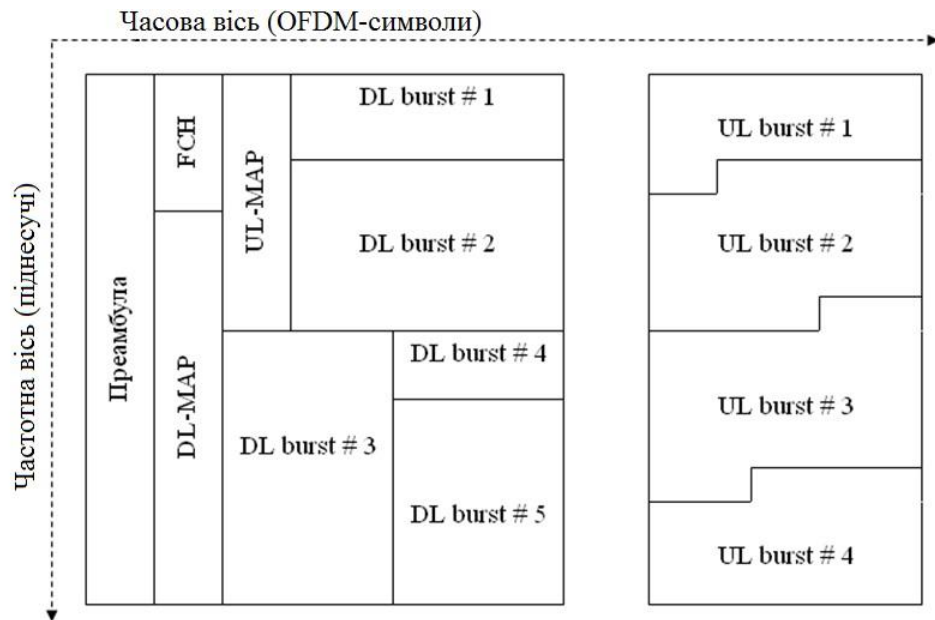 Часова вісь (OFDM-символи)
Частотна вісь (піднесучі)
Преамбула
FCH
DL-MAP
UL-MAP
DL burst # 1
DL burst # 2
DL burst # 3
DL burst # 4
DL burst # 5
UL burst # 1
UL burst # 2
UL burst # 3
UL burst # 4